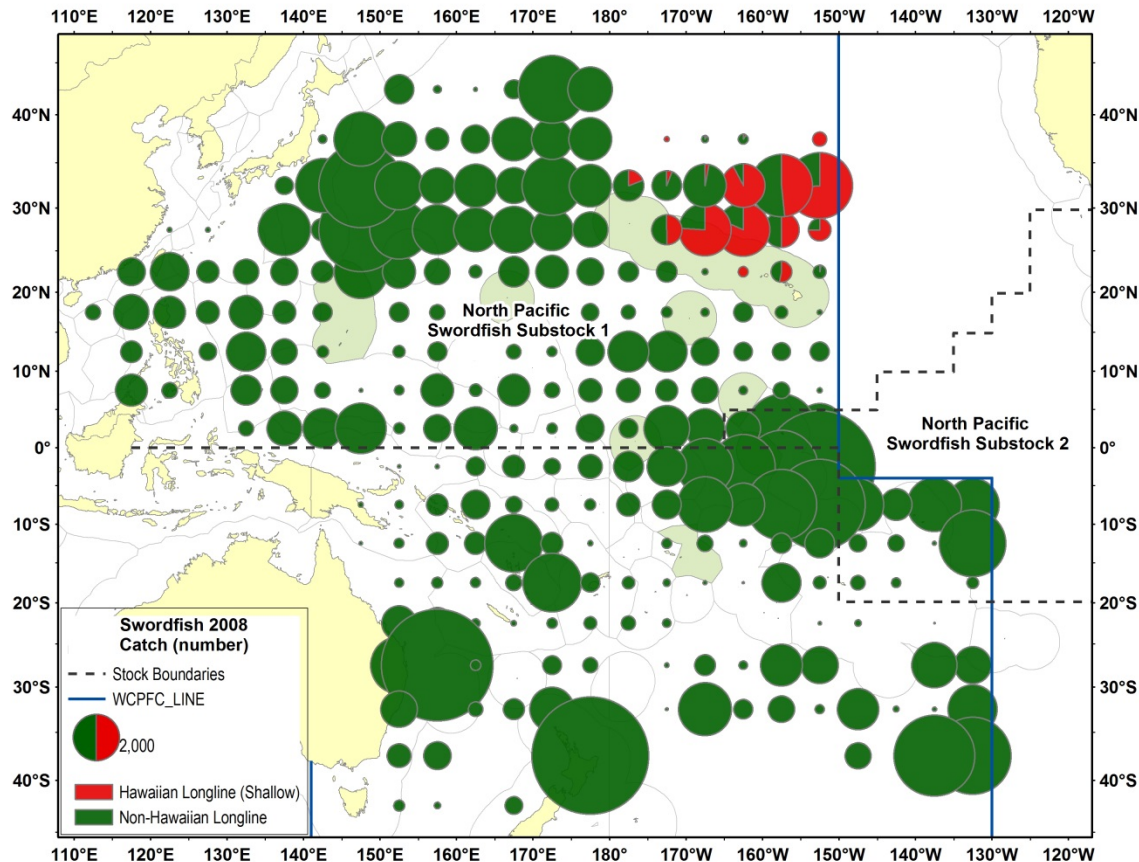 110°E 120°E 130°E 140°E 150°E 160°E 170°E 180° 170°W 160°W 150°W 140°W 130°W 120°W
40°N 40°N
30°N 30°N
20°N 20°N
North Pacific
Swordfish Substock 1
10°N 10°N
North Pacific
Swordfish Substock 2
0° 0°
10°S 10°S
20°S 20°S
Swordfish 2008
Catch (number)
Stock Boundaries
WCPFC_LINE
30°S 30°S
2,000
40°S 40°S
Hawaiian Longline (Shallow)
Non-Hawaiian Longline
110°E 120°E 130°E 140°E 150°E 160°E 170°E 180° 170°W 160°W 150°W 140°W 130°W 120°W